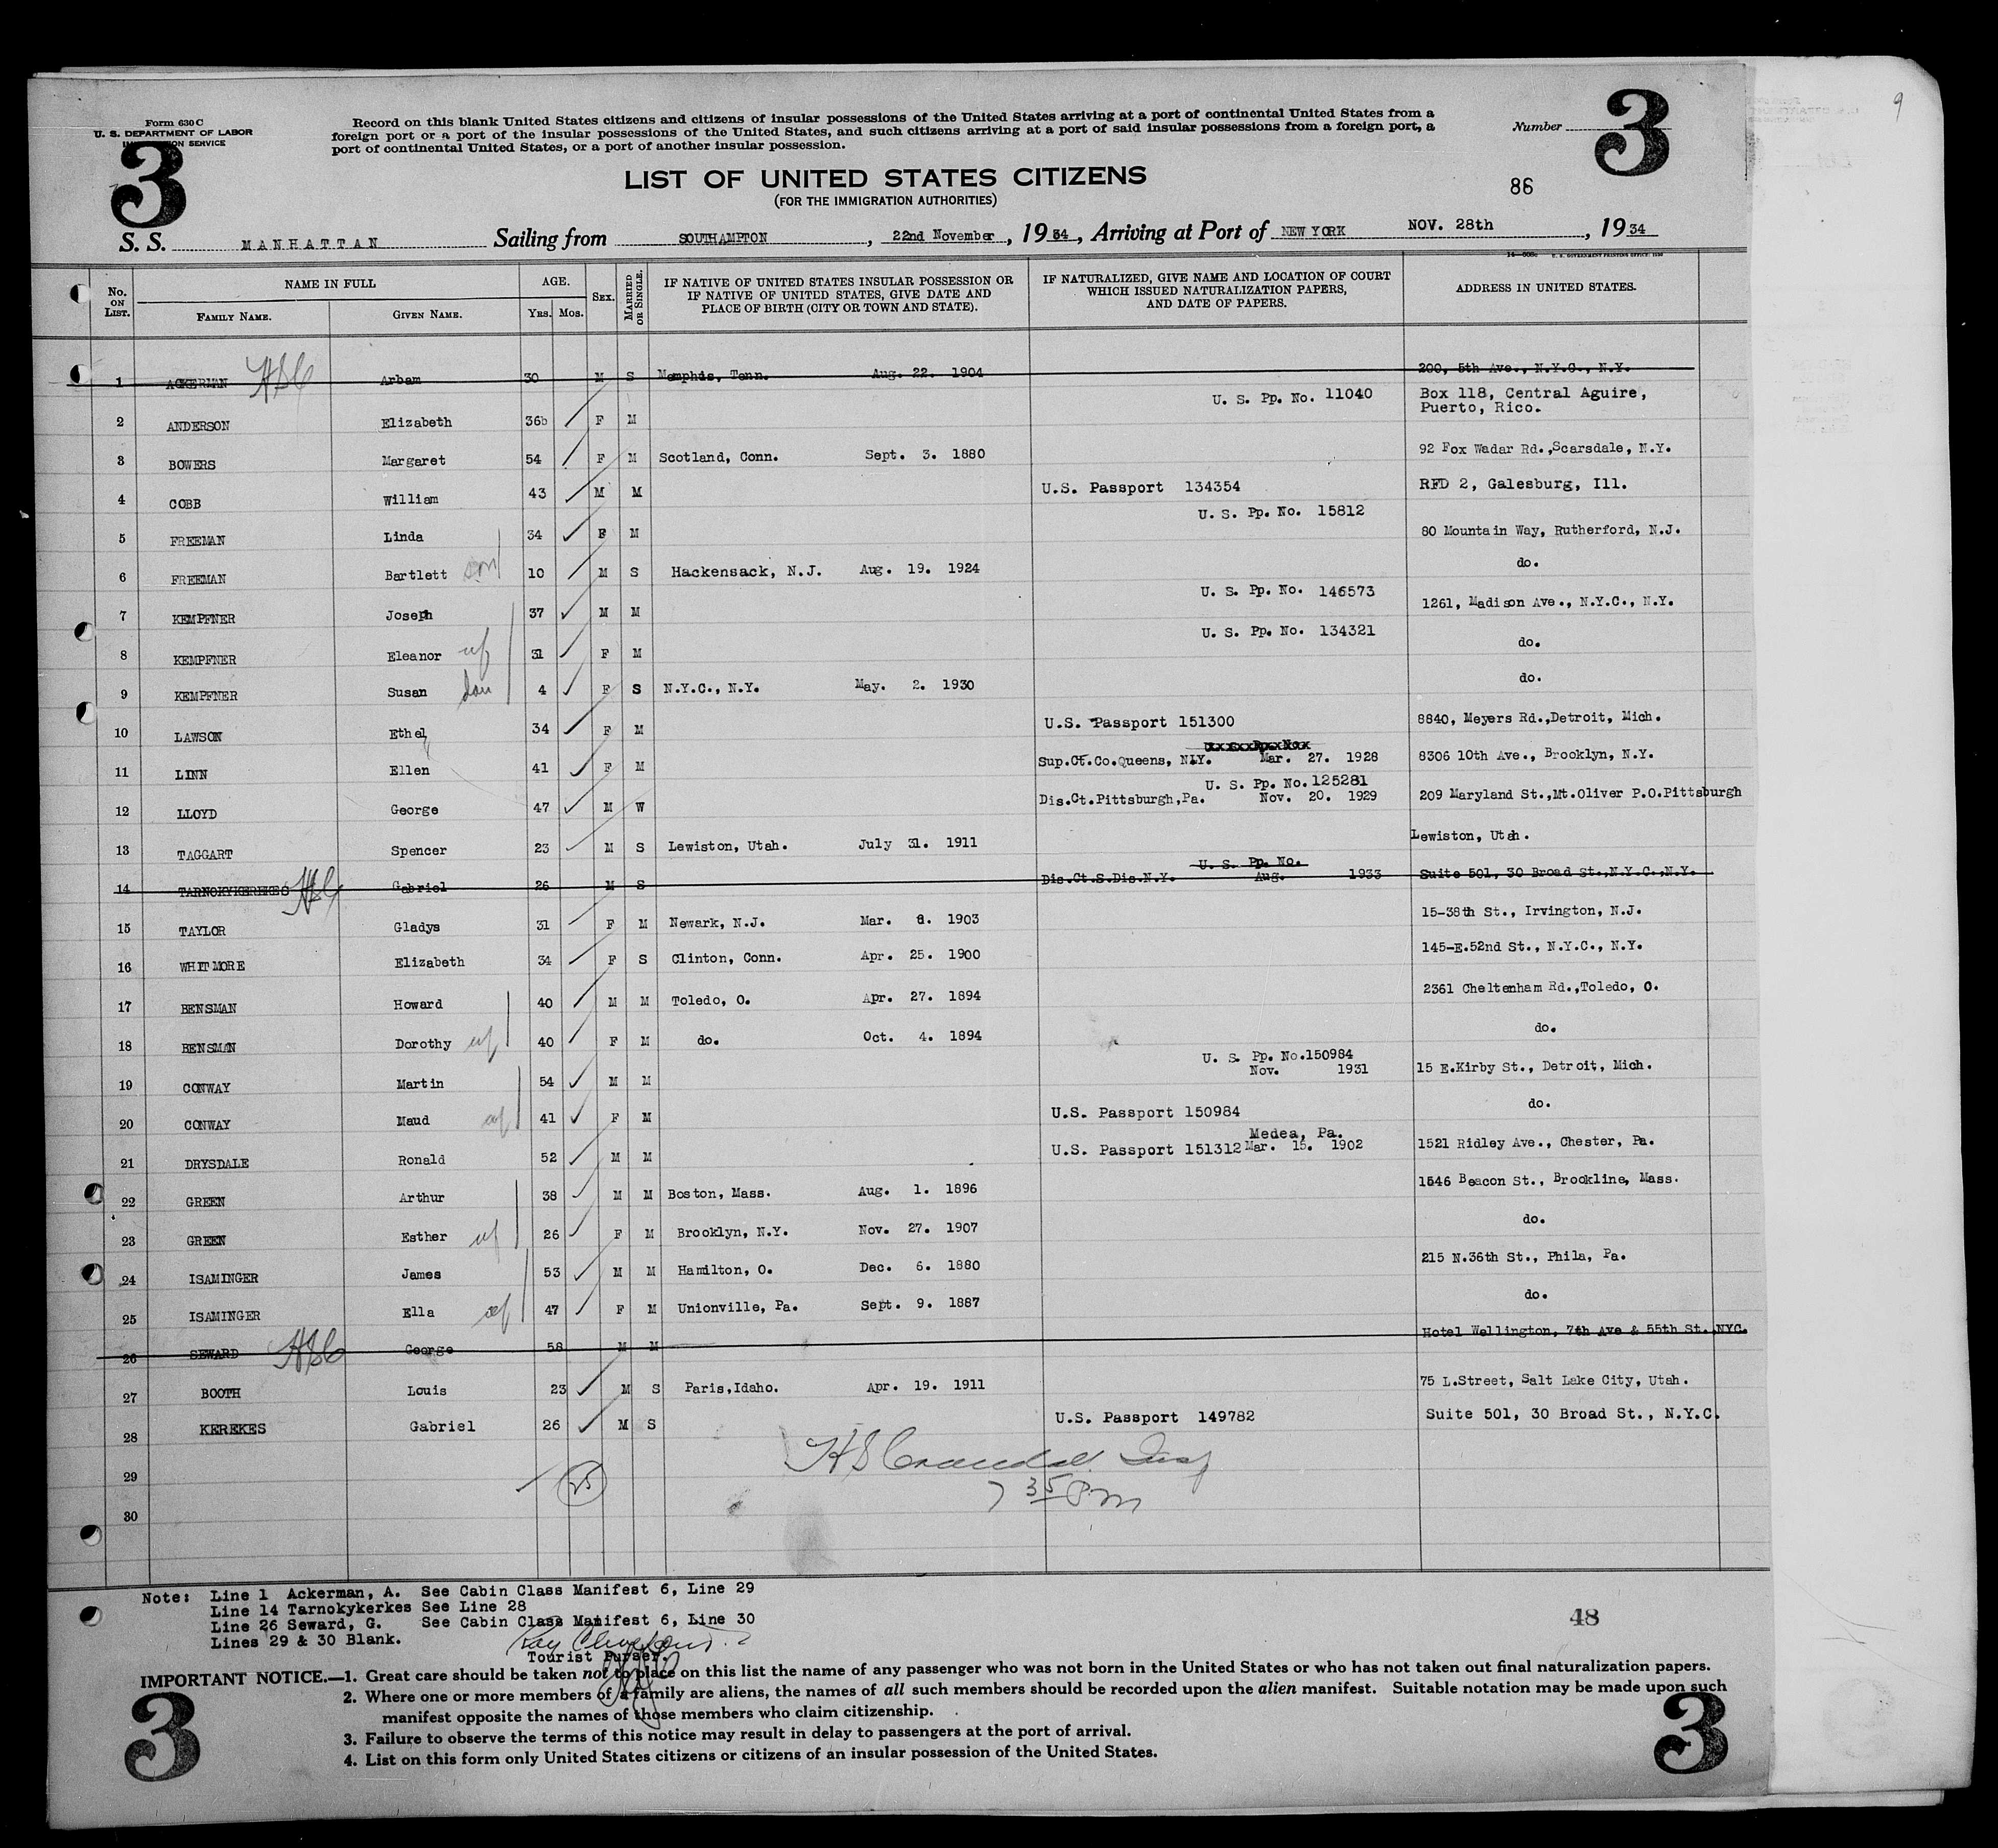 9
Form 630 C
U. S. DEPARTMENT OF LABOR
SERVICE
3
Record on this blank United States citizens and citizens of insular possessions of the United States arriving at a port of continental United States from a
foreign port or a port of the insular possessions of the United States, and such citizens arriving at a port of said insular possessions from a foreign port, a
port of continental United States, or a port of another insular possession.
Number
3
LIST OF UNITED STATES CITIZENS
(FOR THE IMMIGRATION AUTHORITIES)
86
S. S. MANHATTAN Sailing from SOUTHAMPTON, 22nd November, 1934, Arriving at Port of NEW YORK NOV. 28th, 1934
No. ON LIST. NAME IN FULL FAMILY NAME. GIVEN NAME. AGE. YRS. MOS. SEX. MARRIED OR SINGLE. IF NATIVE OF UNITED STATES INSULAR POSSESSION OR IF NATIVE OF UNITED STATES, GIVE DATE AND PLACE OF BIRTH (CITY OR TOWN AND STATE). IF NATURALIZED, GIVE NAME AND LOCATION OF COURT WHICH ISSUED NATURALIZATION PAPERS, AND DATE OF PAPERS. ADDRESS IN UNITED STATES.
1 ACKERMAN Arbam 30 M S Memphis, Tenn. Aug. 22. 1904 200, 5th Ave., N.Y.C., N.Y.
2 ANDERSON Elizabeth 36b F M U. S. Pp. No. 11040 Box 118, Central Aguire, Puerto, Rico.
3 BOWERS Margaret 54 F M Scotland, Conn. Sept. 3. 1880 92 Fox Wadar Rd.,Scarsdale, N.Y.
4 COBB William 43 M M U.S. Passport 134354 RFD 2, Galesburg, Ill.
5 FREEMAN Linda 34 F M U. S. Pp. No. 15812 80 Mountain Way, Rutherford, N.J.
6 FREEMAN Bartlett son 10 M S Hackensack, N.J. Aug. 19. 1924 do.
7 KEMPFNER Joseph 37 M M U. S. Pp. No. 146573 1261, Madison Ave., N.Y.C., N.Y.
8 KEMPFNER Eleanor wf 31 F M U. S. Pp. No. 134321 do.
9 KEMPFNER Susan dau 4 F S N.Y.C., N.Y. May. 2. 1930 do.
10 LAWSON Ethel 34 F M U.S. Passport 151300 8840, Meyers Rd.,Detroit, Mich.
11 LINN Ellen 41 F M Sup.Ct.Co.Queens, N.Y. Mar. 27. 1928 8306 10th Ave., Brooklyn, N.Y.
12 LLOYD George 47 M W U. S. Pp. No. 125281 Dis.Ct.Pittsburgh,Pa. Nov. 20. 1929 209 Maryland St.,Mt.Oliver P.O.Pittsburgh
13 TAGGART Spencer 23 M S Lewiston, Utah. July 31. 1911 Lewiston, Utah.
14 TARNOKYKEREKES Gabriel 26 M S U. S. Pp. No. Dis.Ct.S.Dis.N.Y. Aug. 1933 Suite 501, 30 Broad St.,N.Y.C.,N.Y.
15 TAYLOR Gladys 31 F M Newark, N.J. Mar. 8. 1903 15-38th St., Irvington, N.J.
16 WHITMORE Elizabeth 34 F S Clinton, Conn. Apr. 25. 1900 145-E.52nd St., N.Y.C., N.Y.
17 BENSMAN Howard 40 M M Toledo, O. Apr. 27. 1894 2361 Cheltenham Rd.,Toledo, O.
18 BENSMAN Dorothy wf 40 F M do. Oct. 4. 1894 do.
19 CONWAY Martin 54 M M U. S. Pp. No.150984 Nov. 1931 15 E.Kirby St., Detroit, Mich.
20 CONWAY Maud wf 41 F M U.S. Passport 150984 do.
21 DRYSDALE Ronald 52 M M U.S. Passport 151312 Medea, Pa. Mar. 15. 1902 1521 Ridley Ave., Chester, Pa.
22 GREEN Arthur 38 M M Boston, Mass. Aug. 1. 1896 1546 Beacon St., Brookline, Mass.
23 GREEN Esther wf 26 F M Brooklyn, N.Y. Nov. 27. 1907 do.
24 ISAMINGER James 53 M M Hamilton, O. Dec. 6. 1880 215 N.36th St., Phila, Pa.
25 ISAMINGER Ella wf 47 F M Unionville, Pa. Sept. 9. 1887 do.
26 SEWARD George 58 M M Hotel Wellington, 7th Ave & 55th St. NYC.
27 BOOTH Louis 23 M S Paris,Idaho. Apr. 19. 1911 75 L.Street, Salt Lake City, Utah.
28 KEREKES Gabriel 26 M S U.S. Passport 149782 Suite 501, 30 Broad St., N.Y.C.
HS Crandall Insp
29 25 7 35 PM
30
Note: Line 1 Ackerman, A. See Cabin Class Manifest 6, Line 29
Line 14 Tarnokykerkes See Line 28
Line 26 Seward, G. See Cabin Class Manifest 6, Line 30
Lines 29 & 30 Blank.
48
Tourist Purser.
IMPORTANT NOTICE.—1. Great care should be taken not to place on this list the name of any passenger who was not born in the United States or who has not taken out final naturalization papers.
2. Where one or more members of a family are aliens, the names of all such members should be recorded upon the alien manifest. Suitable notation may be made upon such
manifest opposite the names of those members who claim citizenship.
3. Failure to observe the terms of this notice may result in delay to passengers at the port of arrival.
4. List on this form only United States citizens or citizens of an insular possession of the United States.
3
3